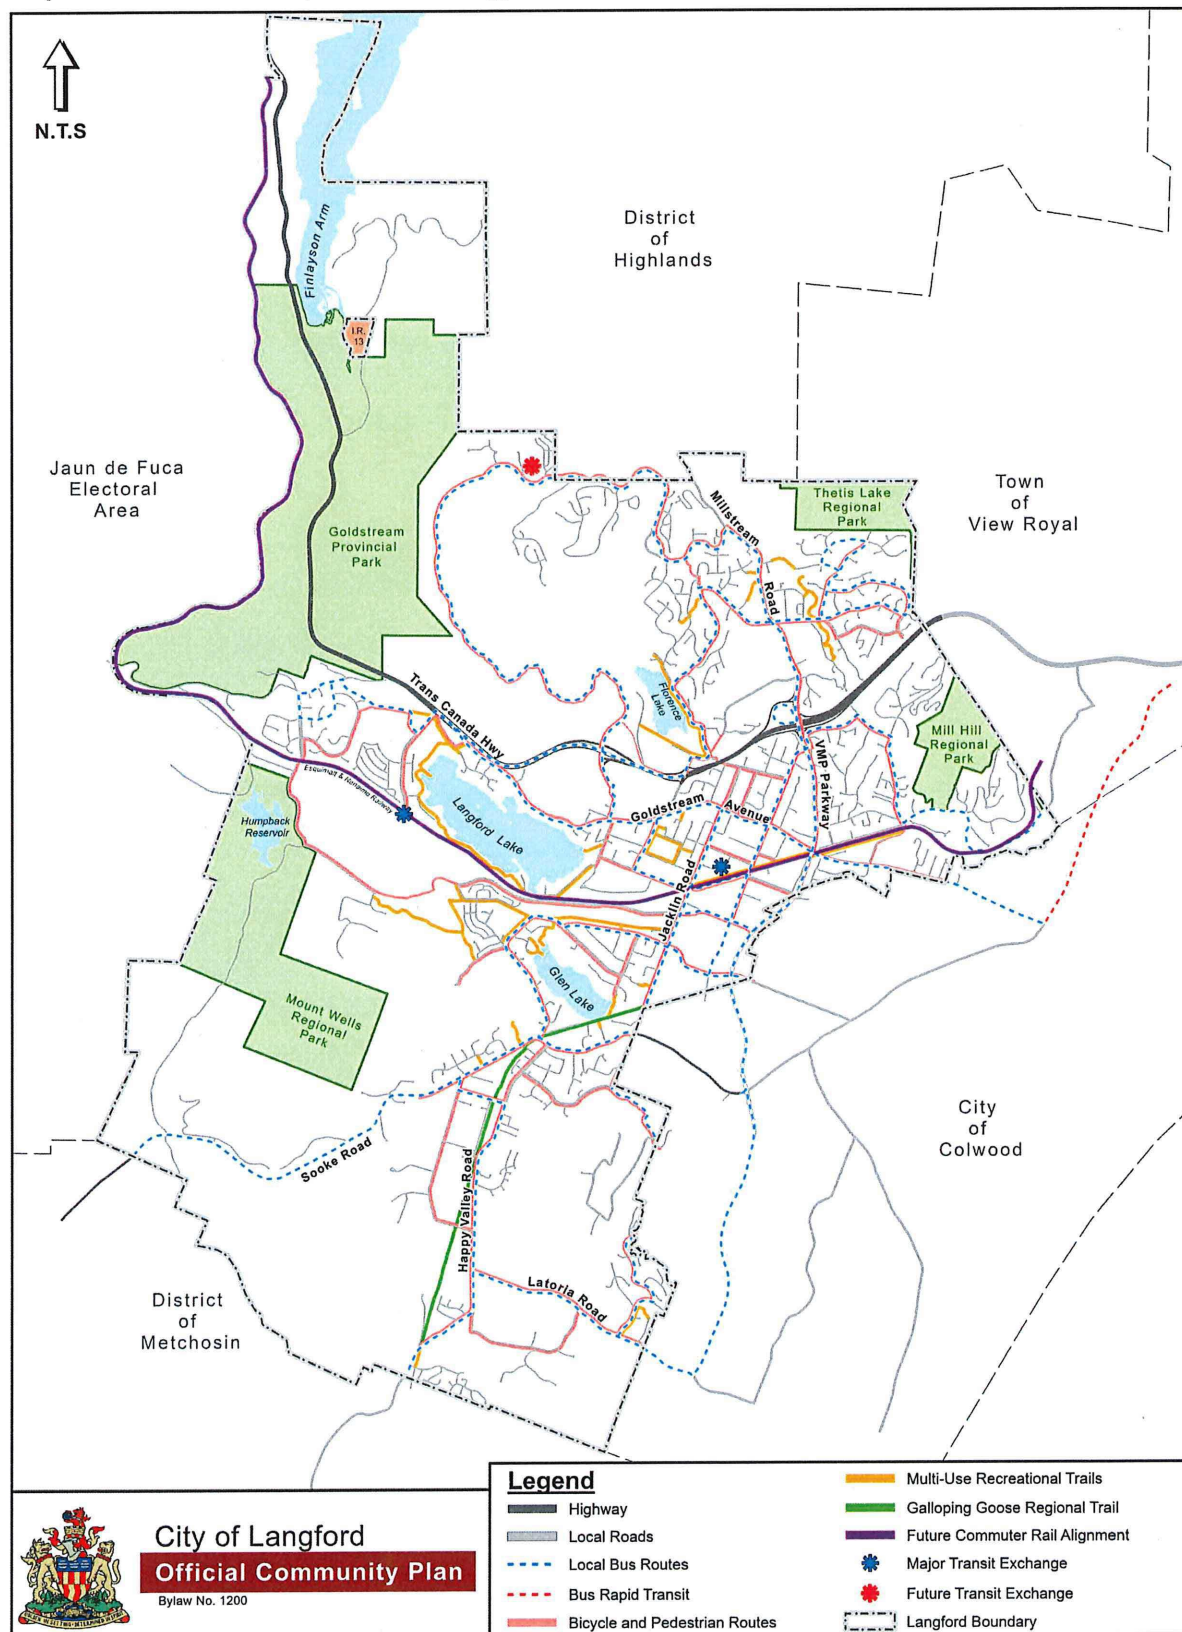 N.T.S
District
of
Highlands
Finlayson Arm
I.R.
13
Jaun de Fuca
Electoral
Area
Goldstream
Provincial
Park
Thetis Lake
Regional
Park
Town
of
View Royal
Millstream
Road
Trans Canada Hwy
Florence
Lake
Mill Hill
Regional
Park
VMP Parkway
Esquimalt & Nanaimo Railway
Humpback
Reservoir
Langford Lake
Goldstream
Avenue
Jacklin Road
Glen Lake
Mount Wells
Regional
Park
City
of
Colwood
Sooke Road
Happy Valley Road
Latoria Road
District
of
Metchosin
City of Langford
Official Community Plan
Bylaw No. 1200
Legend
Highway
Local Roads
Local Bus Routes
Bus Rapid Transit
Bicycle and Pedestrian Routes
Multi-Use Recreational Trails
Galloping Goose Regional Trail
Future Commuter Rail Alignment
Major Transit Exchange
Future Transit Exchange
Langford Boundary